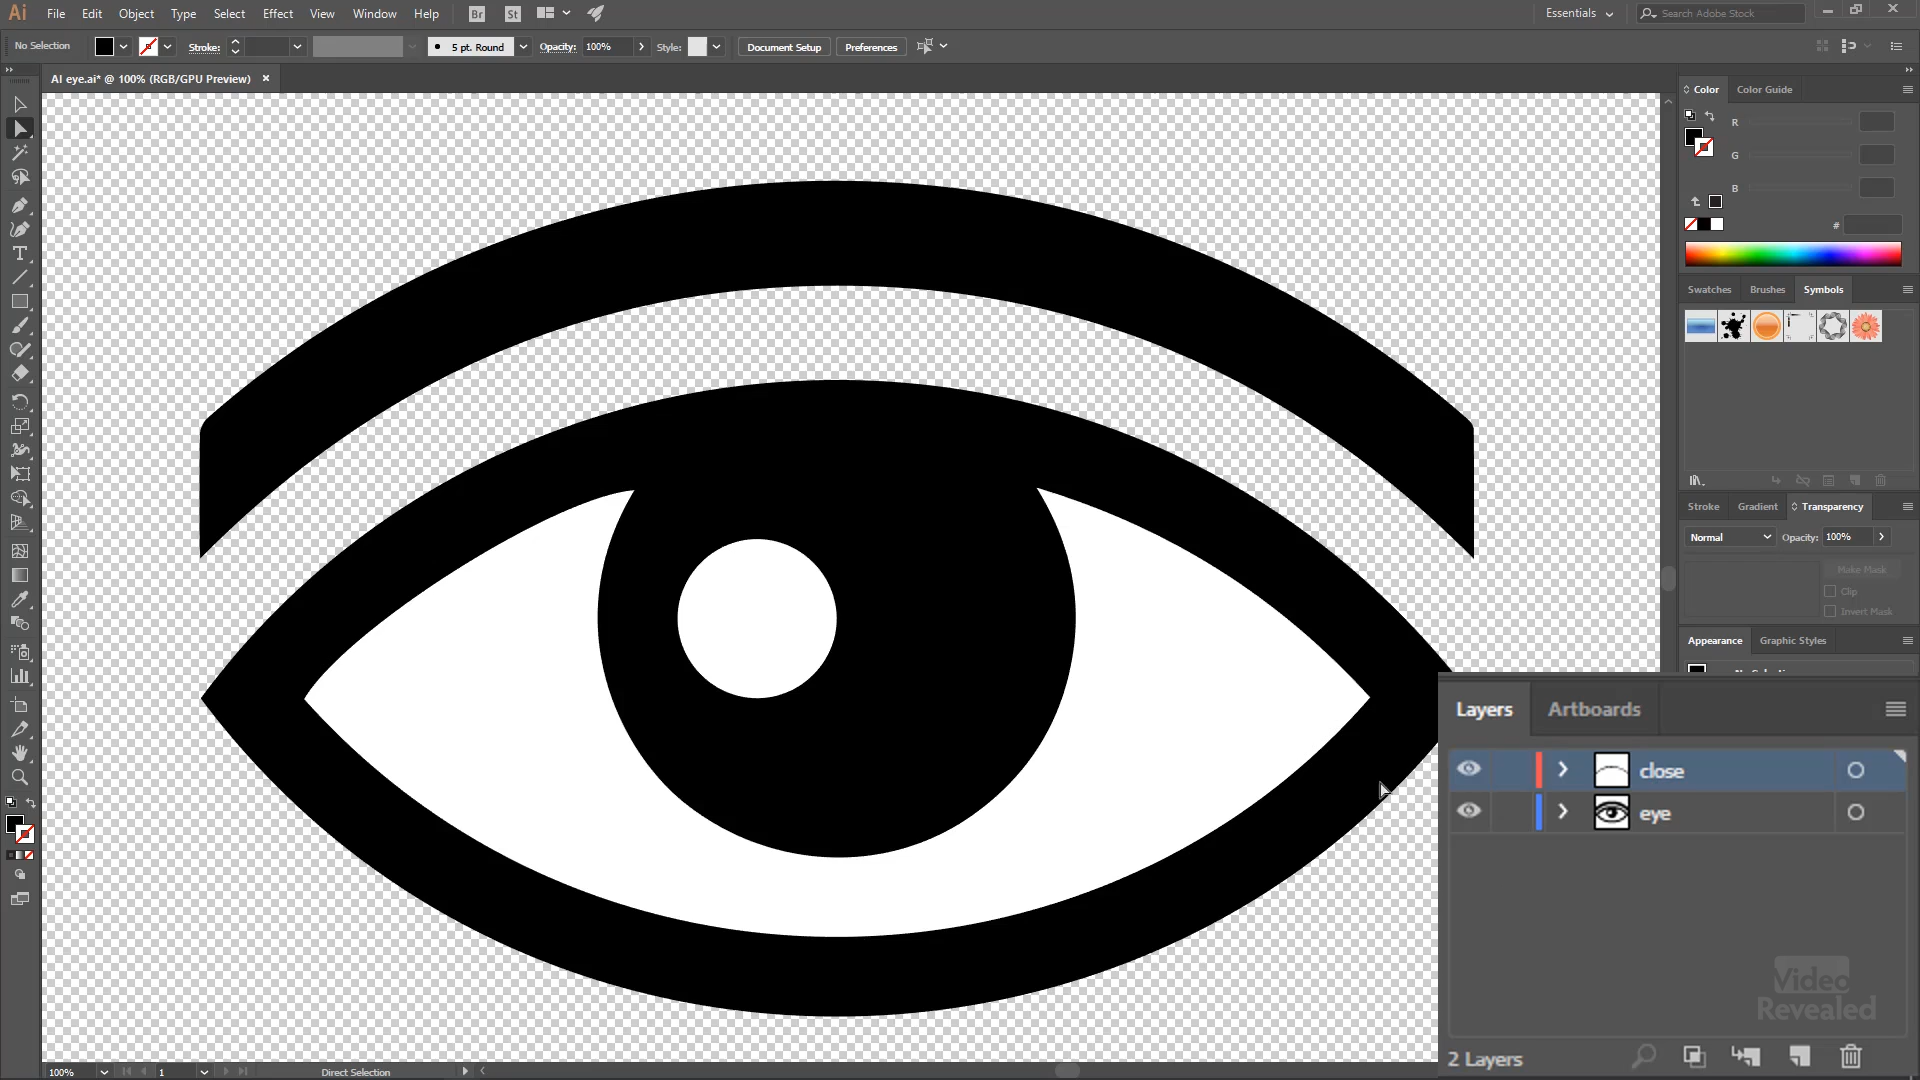 Ai File Edit Object Type Select Effect View Window Help Br St Essentials Search Adobe Stock
No Selection Stroke: 5 pt. Round Opacity: 100% Style: Document Setup Preferences
AI eye.ai* @ 100% (RGB/GPU Preview) ×
Color Color Guide
R
G
B
#
Swatches Brushes Symbols
Stroke Gradient Transparency
Normal Opacity: 100%
Make Mask
Clip
Invert Mask
Appearance Graphic Styles
Layers Artboards
close
eye
Video
Revealed
2 Layers
100% 1 Direct Selection